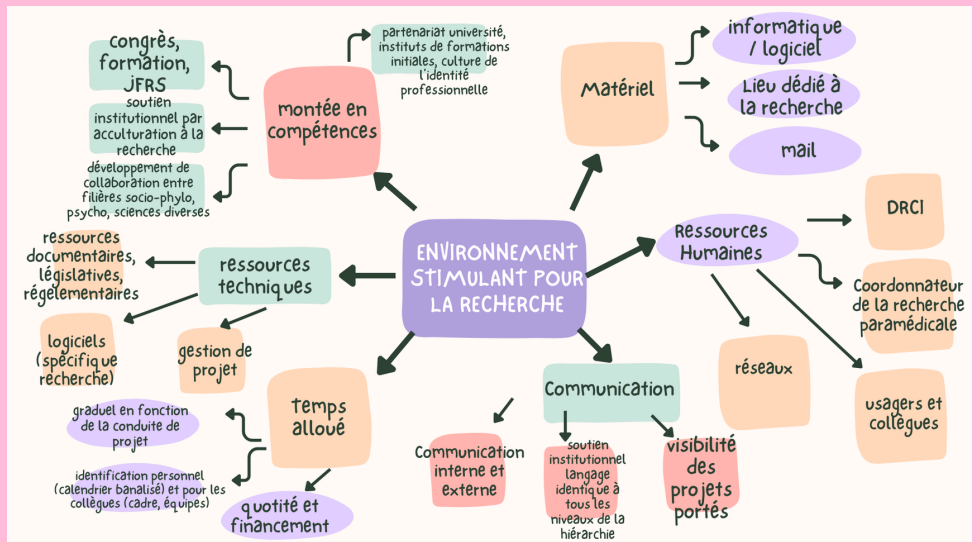 congrès,
formation,
JFRS
soutien
institutionnel par
acculturation à la
recherche
développement de
collaboration entre
filières socio-phylo,
psycho, sciences diverses
montée en
compétences
partenariat université,
instituts de formations
initiales, culture de
l'identité
professionnelle
Matériel
informatique
/ logiciel
Lieu dédié à
la recherche
mail
ENVIRONNEMENT
STIMULANT POUR
LA RECHERCHE
Ressources
Humaines
DRCI
Coordonnateur
de la recherche
paramédicale
réseaux
usagers et
collègues
ressources
techniques
ressources
documentaires,
législatives,
régelementaires
logiciels
(spécifique
recherche)
gestion de
projet
Temps
alloué
graduel en fonction
de la conduite de
projet
identification personnel
(calendrier banalisé) et pour les
collègues (cadre, équipes)
quotité et
financement
Communication
Communication
interne et
externe
soutien
institutionnel
langage
identique à
tous les
niveaux de la
hiérarchie
visibilité
des
projets
portés